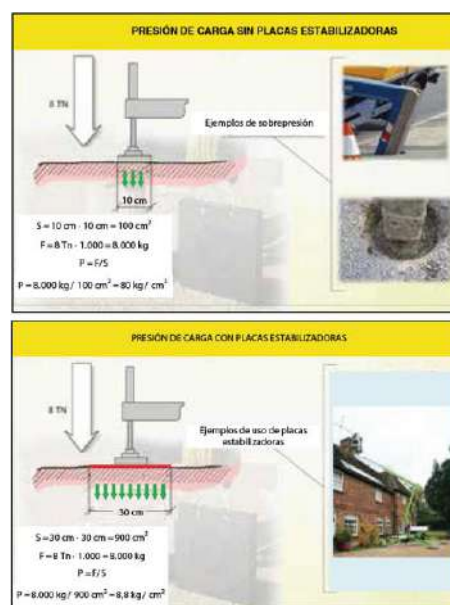 PRESIÓN DE CARGA SIN PLACAS ESTABILIZADORAS
8 TN
Ejemplos de sobrepresión
10 cm
S = 10 cm · 10 cm = 100 cm²
F = 8 Tn · 1.000 = 8.000 kg
P = F/S
P = 8.000 kg / 100 cm² = 80 kg / cm²
PRESIÓN DE CARGA CON PLACAS ESTABILIZADORAS
8 TN
Ejemplos de uso de placas
estabilizadoras
30 cm
S = 30 cm · 30 cm = 900 cm²
F = 8 Tn · 1.000 = 8.000 kg
P = F/S
P = 8.000 kg / 900 cm² = 8,8 kg / cm²